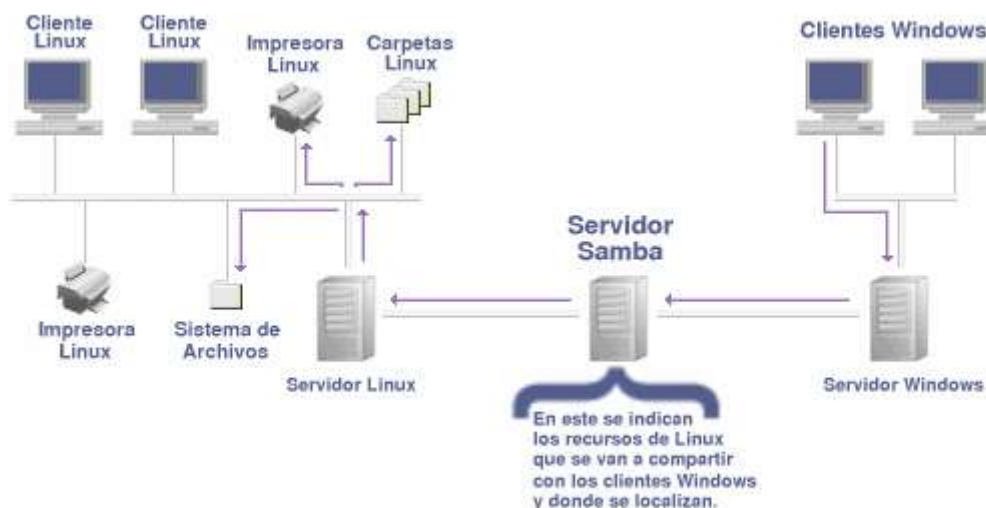 Cliente
Linux
Cliente
Linux
Impresora
Linux
Carpetas
Linux
Clientes Windows
Servidor
Samba
Impresora
Linux
Sistema de
Archivos
Servidor Linux
Servidor Windows
En este se indican
los recursos de Linux
que se van a compartir
con los clientes Windows
y donde se localizan.